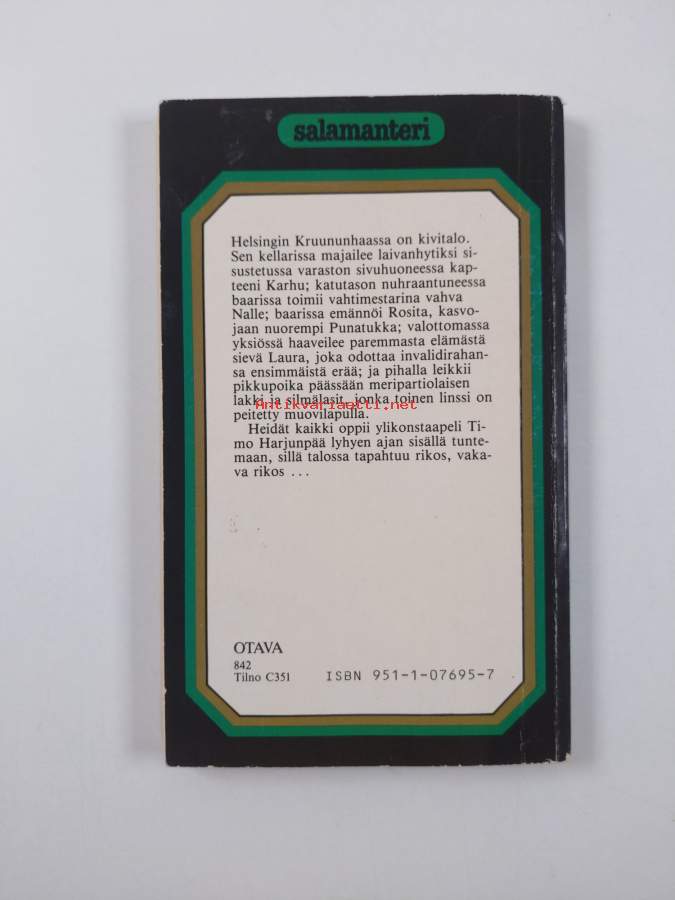 salamanteri
Helsingin Kruununhaassa on kivitalo.
Sen kellarissa majailee laivanhytiksi si-
sustetussa varaston sivuhuoneessa kap-
teeni Karhu; katutason nuhraantuneessa
baarissa toimii vahtimestarina vahva
Nalle; baarissa emännöi Rosita, kasvo-
jaan nuorempi Punatukka; valottomassa
yksiössä haaveilee paremmasta elämästä
sievä Laura, joka odottaa invalidirahan-
sa ensimmäistä erää; ja pihalla leikkii
pikkupoika päässään meripartiolaisen
lakki ja silmälasit, jonka toinen linssi on
Antikvariaatti.net
peitetty muovilapulla.
Heidät kaikki oppii ylikonstaapeli Ti-
mo Harjunpää lyhyen ajan sisällä tunte-
maan, sillä talossa tapahtuu rikos, vaka-
va rikos ...
OTAVA
842
Tilno C351
ISBN 951-1-07695-7